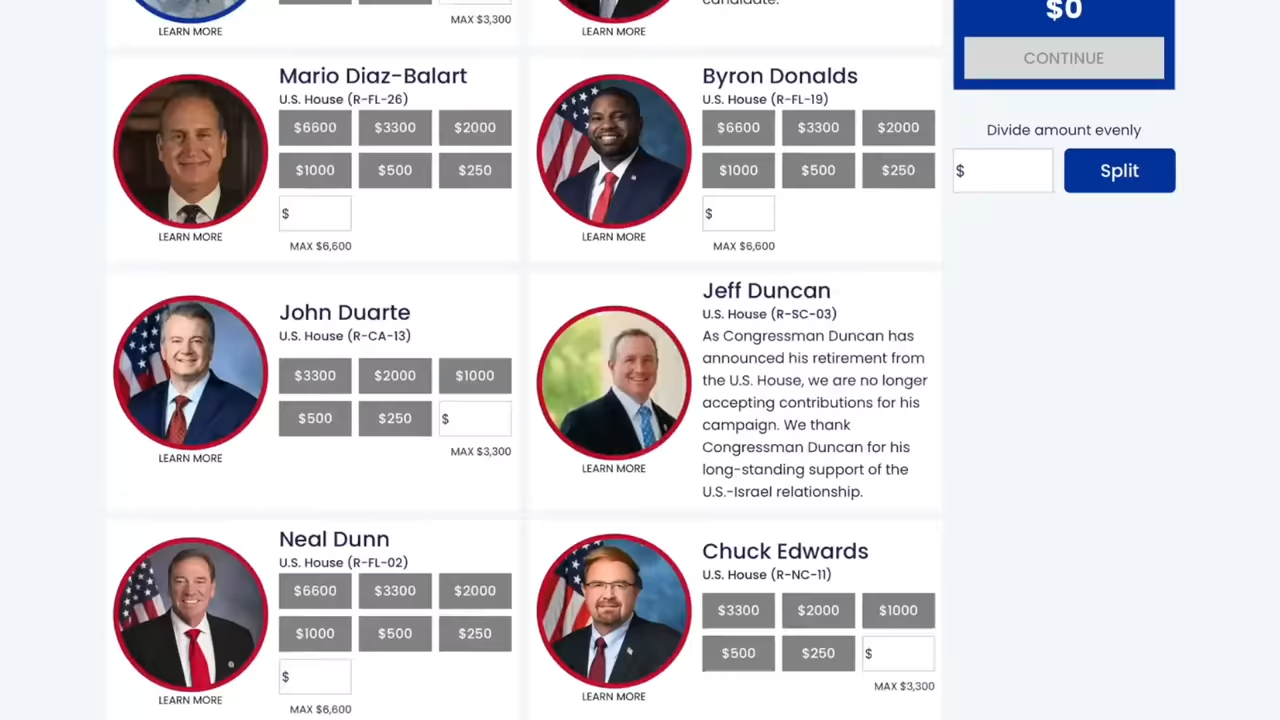 MAX $3,300
LEARN MORE
candidate.
LEARN MORE
$0
CONTINUE
Divide amount evenly
$
Split
Mario Diaz-Balart
U.S. House (R-FL-26)
$6600 $3300 $2000
$1000 $500 $250
$
MAX $6,600
LEARN MORE
Byron Donalds
U.S. House (R-FL-19)
$6600 $3300 $2000
$1000 $500 $250
$
MAX $6,600
LEARN MORE
John Duarte
U.S. House (R-CA-13)
$3300 $2000 $1000
$500 $250 $
MAX $3,300
LEARN MORE
Jeff Duncan
U.S. House (R-SC-03)
As Congressman Duncan has
announced his retirement from
the U.S. House, we are no longer
accepting contributions for his
campaign. We thank
Congressman Duncan for his
long-standing support of the
U.S.-Israel relationship.
LEARN MORE
Neal Dunn
U.S. House (R-FL-02)
$6600 $3300 $2000
$1000 $500 $250
$
MAX $6,600
LEARN MORE
Chuck Edwards
U.S. House (R-NC-11)
$3300 $2000 $1000
$500 $250 $
MAX $3,300
LEARN MORE